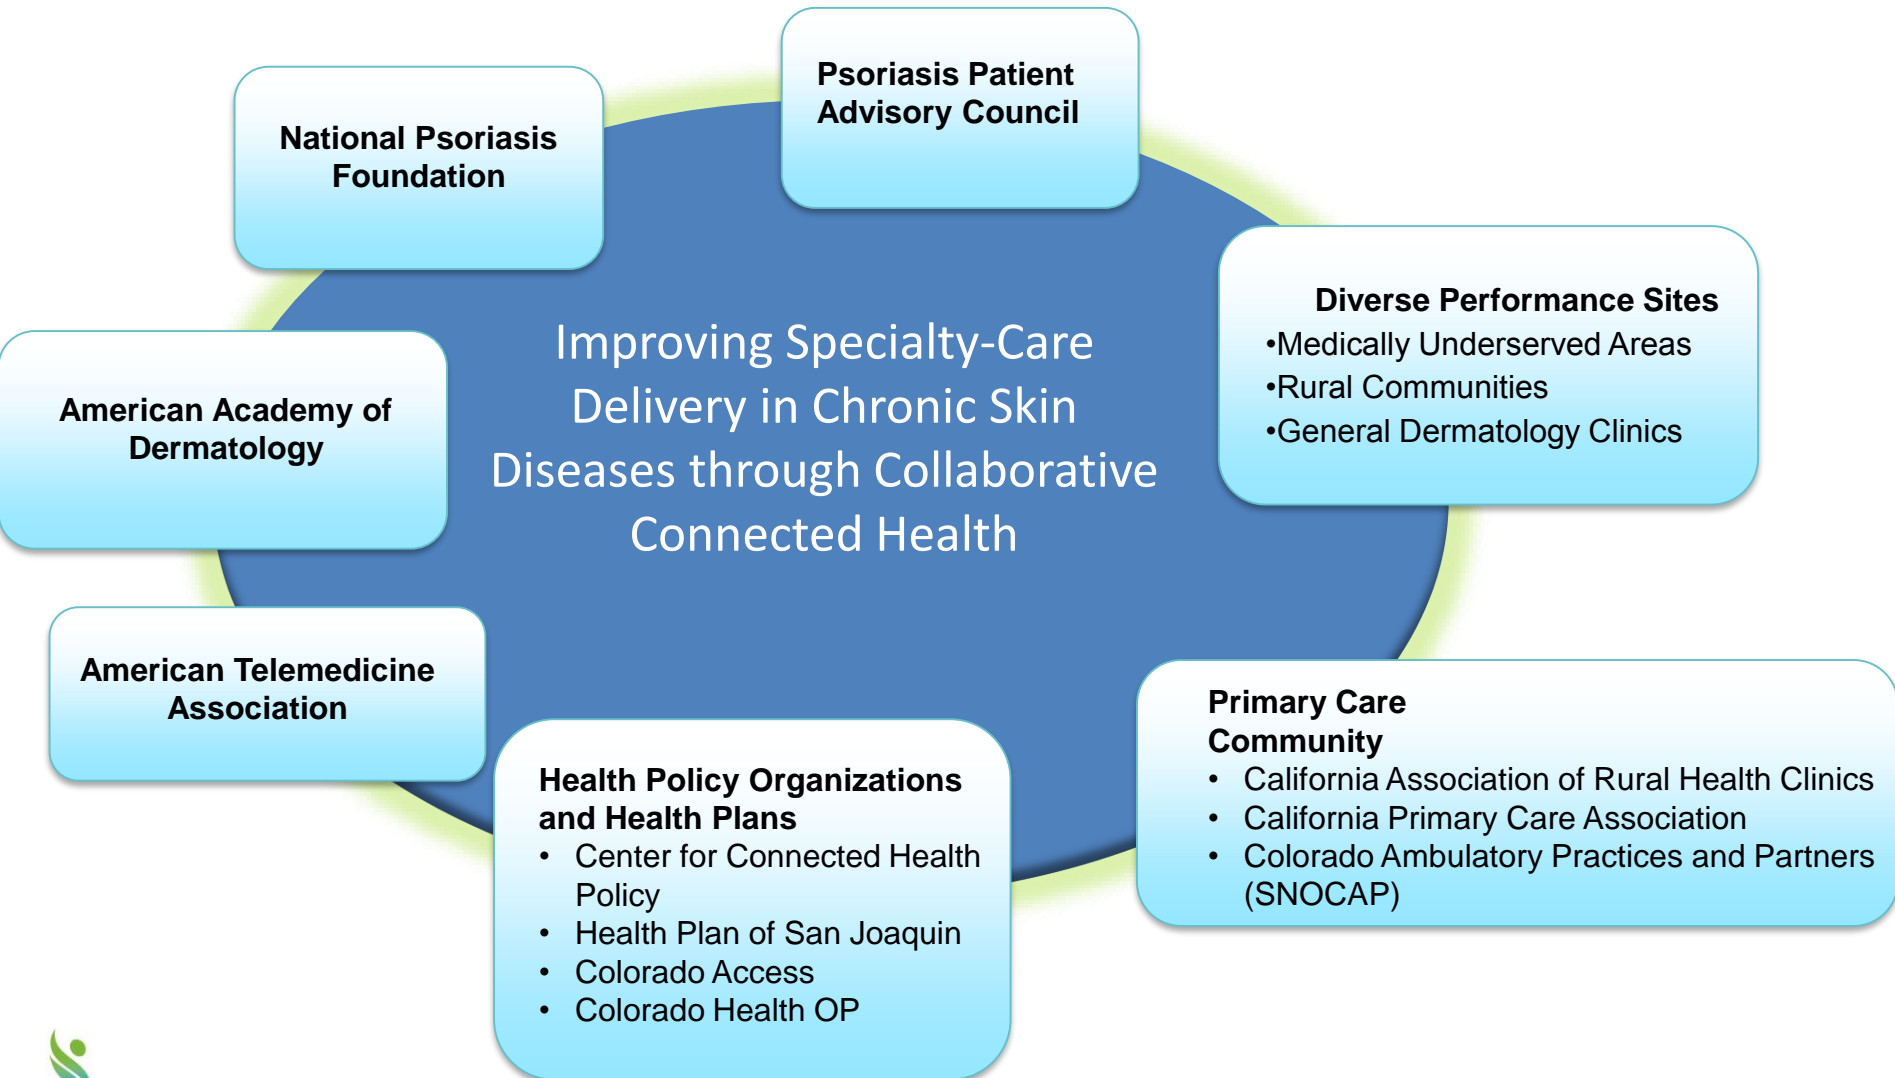 Psoriasis Patient
Advisory Council
National Psoriasis
Foundation
Diverse Performance Sites
•Medically Underserved Areas
•Rural Communities
•General Dermatology Clinics
Improving Specialty-Care
Delivery in Chronic Skin
Diseases through Collaborative
Connected Health
American Academy of
Dermatology
American Telemedicine
Association
Primary Care
Community
• California Association of Rural Health Clinics
• California Primary Care Association
• Colorado Ambulatory Practices and Partners
(SNOCAP)
Health Policy Organizations
and Health Plans
• Center for Connected Health
Policy
• Health Plan of San Joaquin
• Colorado Access
• Colorado Health OP